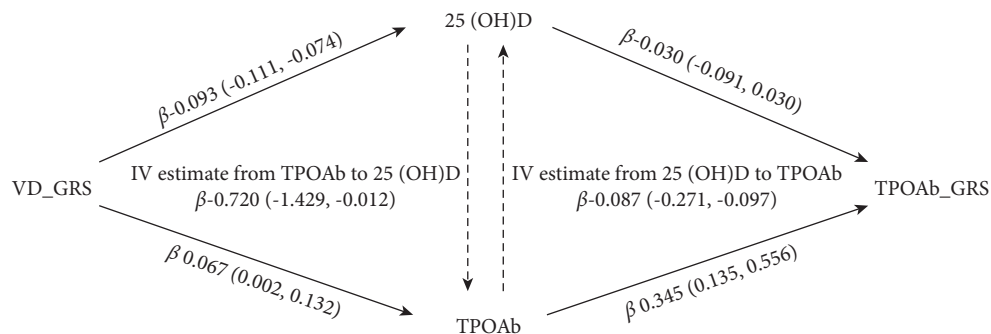 25 (OH)D
β-0.093 (-0.111, -0.074)
β-0.030 (-0.091, 0.030)
VD_GRS
IV estimate from TPOAb to 25 (OH)D
β-0.720 (-1.429, -0.012)
IV estimate from 25 (OH)D to TPOAb
β-0.087 (-0.271, -0.097)
TPOAb_GRS
β 0.067 (0.002, 0.132)
β 0.345 (0.135, 0.556)
TPOAb